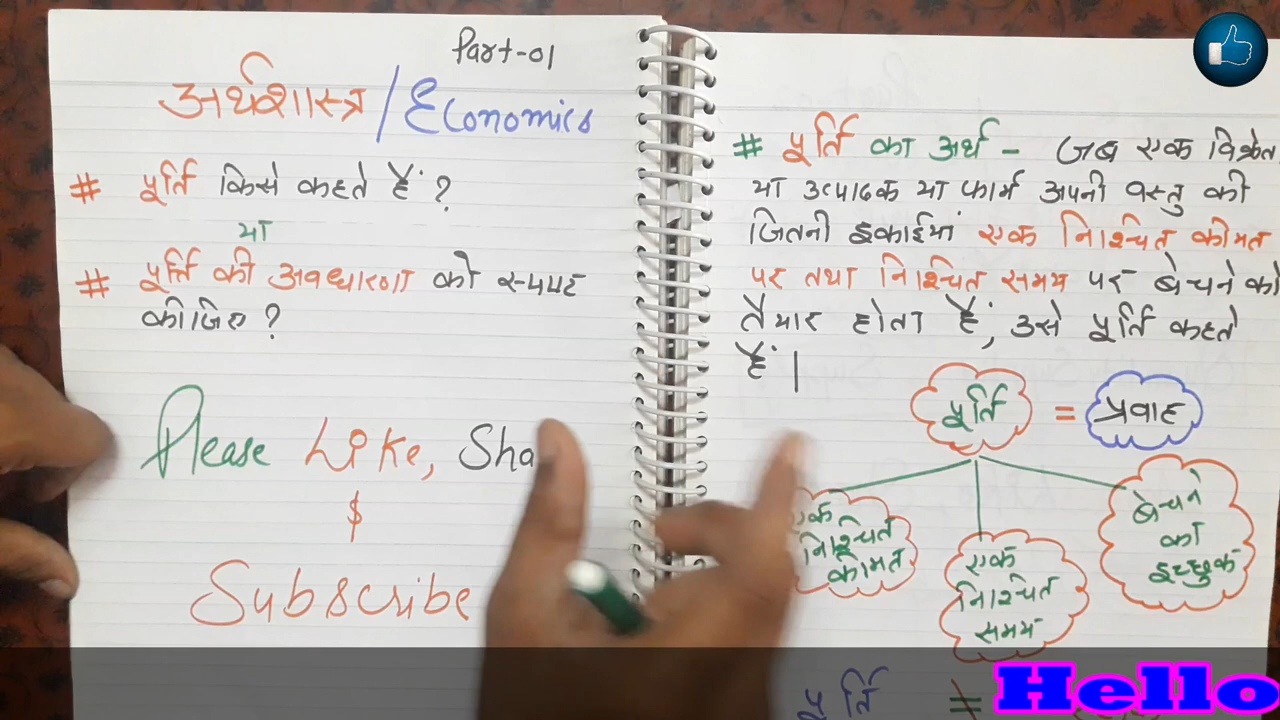 Part-01
अर्थशास्त्र / Economics
# पूर्ति किसे कहते हैं ?
या
# पूर्ति की अवधारणा को स्पष्ट
कीजिए ?
Please Like, Sha
$
Subscribe
# पूर्ति का अर्थ - जब एक विक्रेता
या उत्पादक या फार्म अपनी वस्तु की
जितनी इकाईयां एक निश्चित कीमत
पर तथा निश्चित समय पर बेचने को
तैयार होता हैं, उसे पूर्ति कहते
हैं |
पूर्ति = प्रवाह
एक
निश्चित
कीमत
एक
निश्चित
समय
बेचने
का
इच्छुक
पूर्ति ≠
Hello